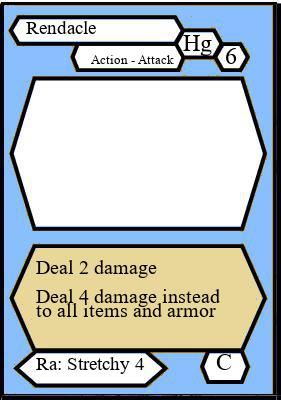 Rendacle
Hg
Action - Attack
6
Deal 2 damage
Deal 4 damage instead
to all items and armor
Ra: Stretchy 4
C